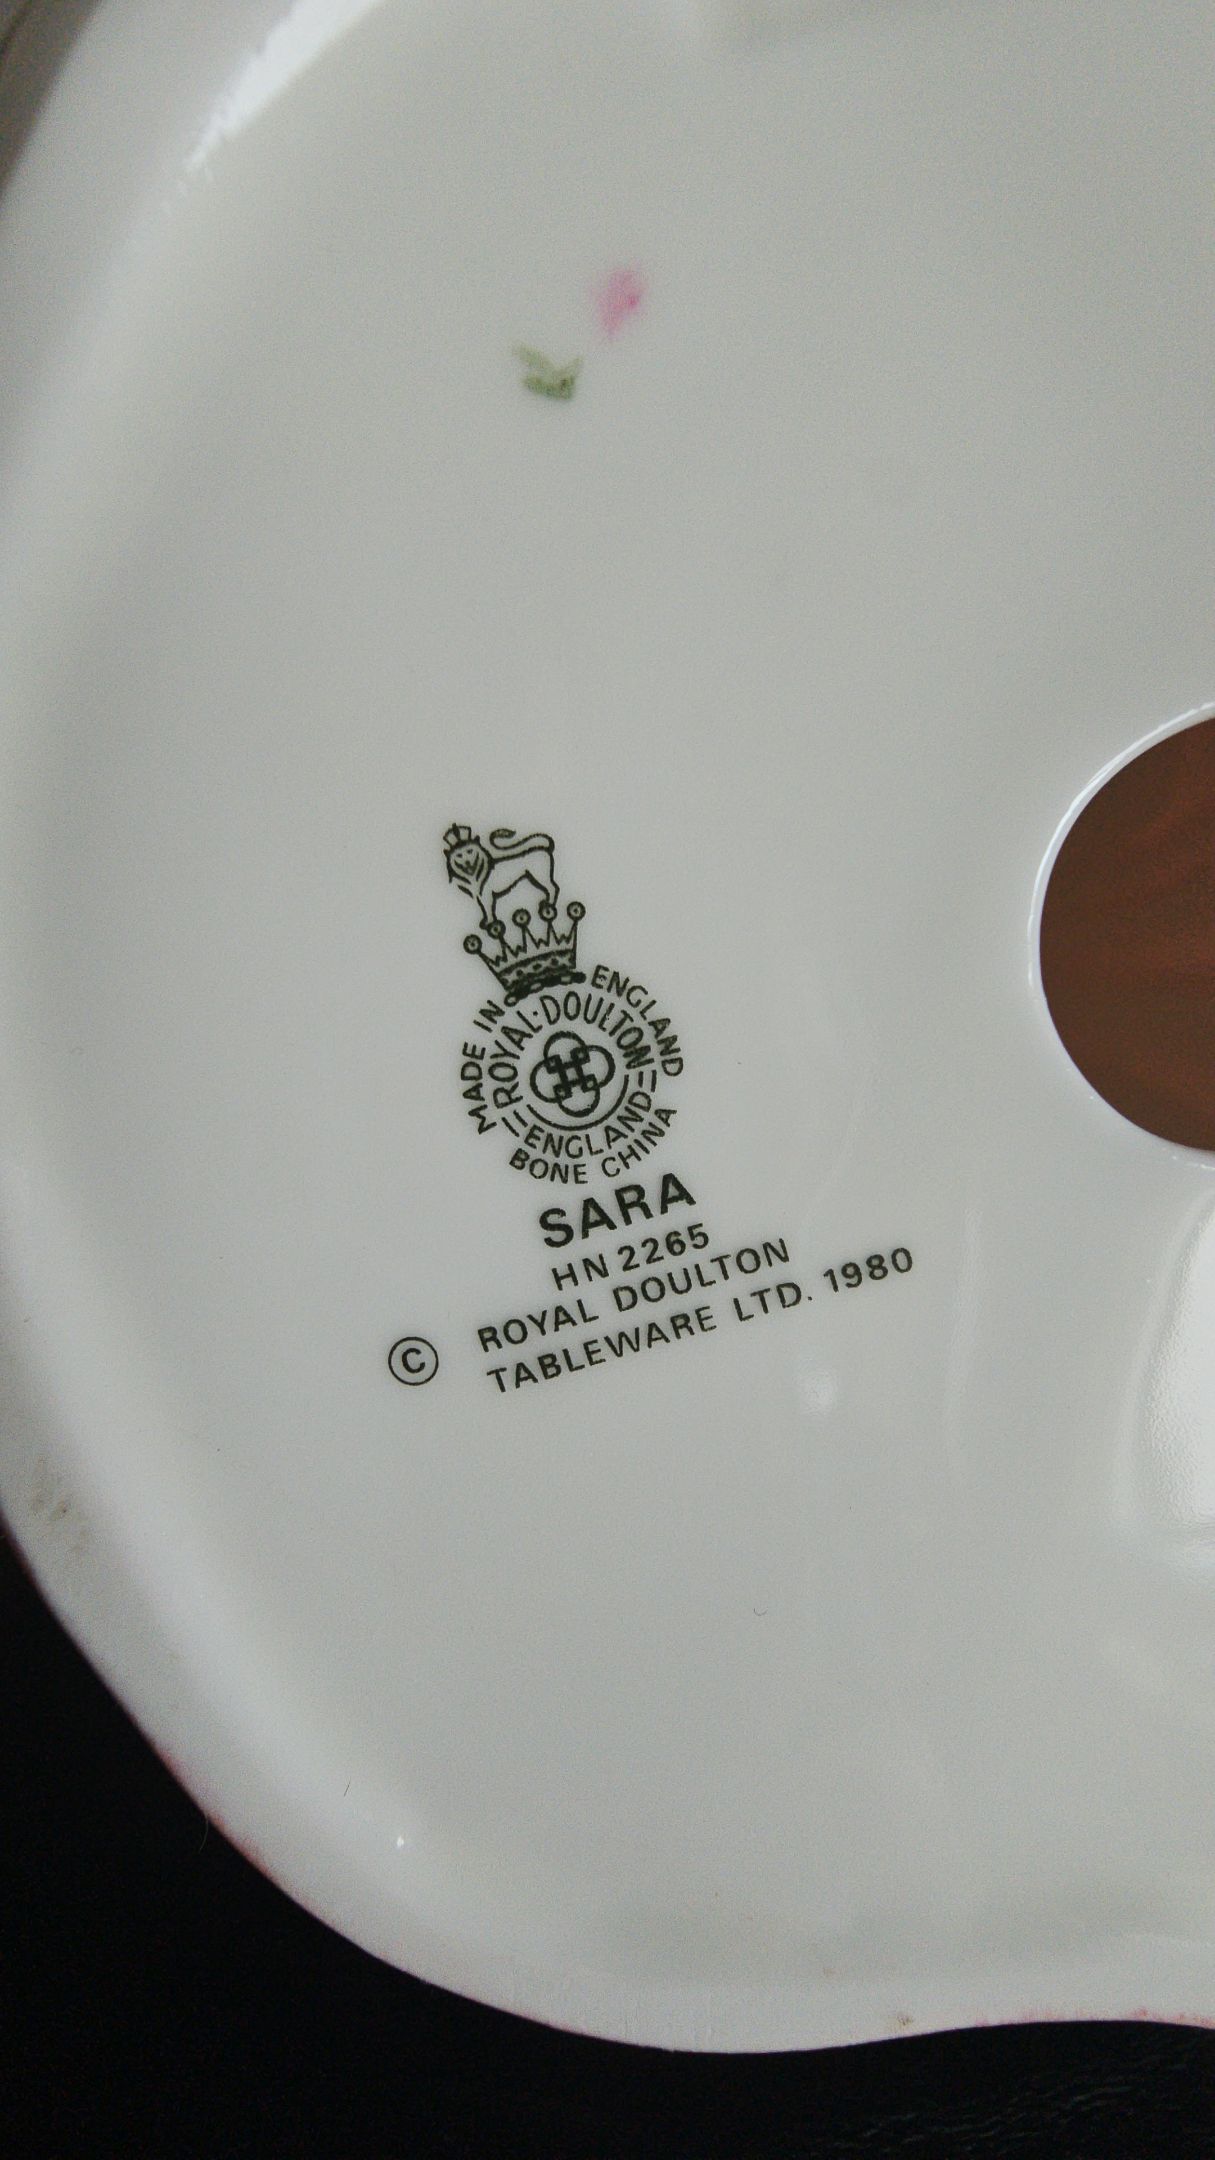 MADE IN ENGLAND
ROYAL·DOULTON
ENGLAND
BONE CHINA
SARA
HN 2265
© ROYAL DOULTON
TABLEWARE LTD. 1980